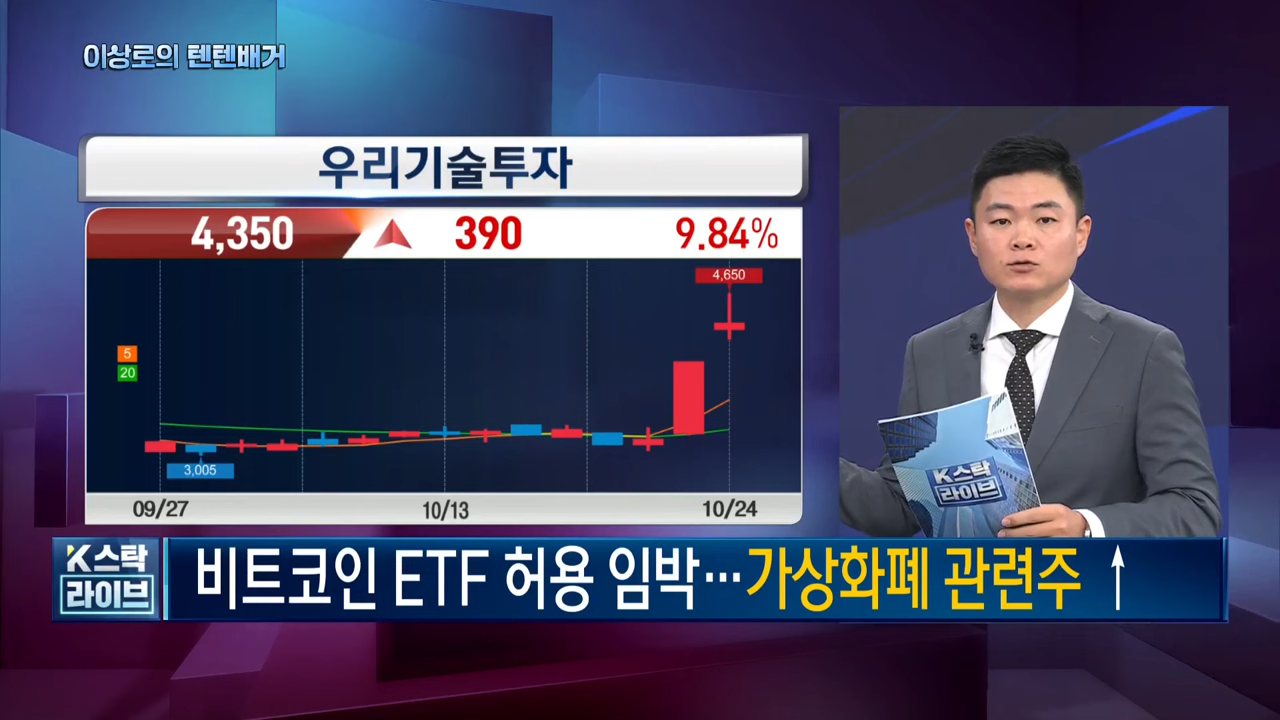 이상로의 텐텐배거
우리기술투자
4,350 390 9.84%
4,650
5
20
3,005
09/27 10/13 10/24
K스탁
라이브
K스탁
라이브
비트코인 ETF 허용 임박…가상화폐 관련주 ↑